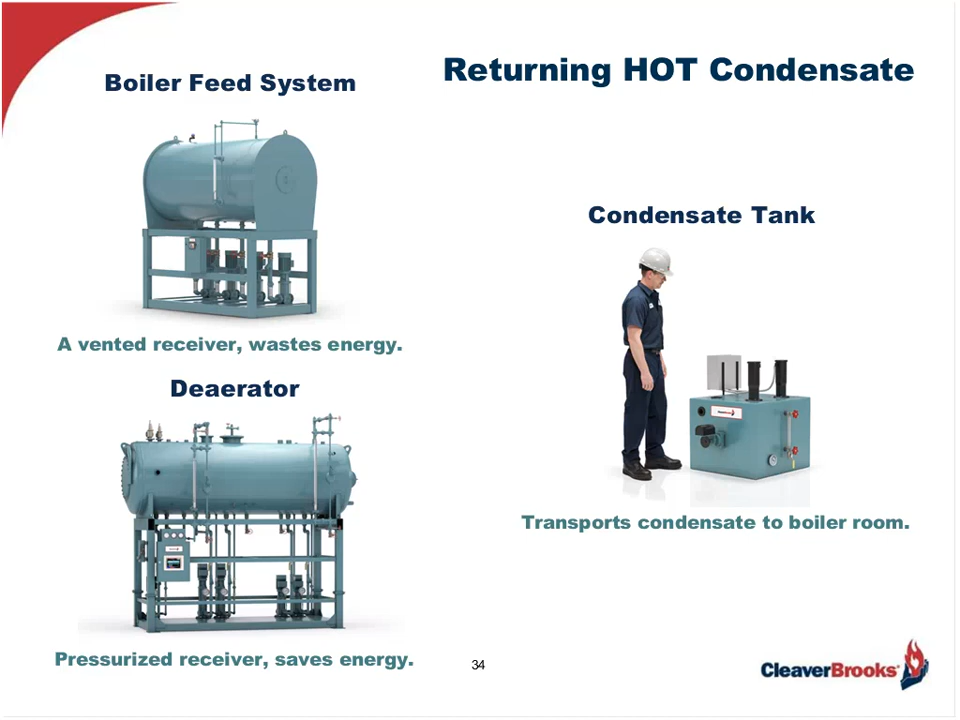 Returning HOT Condensate
Boiler Feed System
A vented receiver, wastes energy.
Deaerator
Pressurized receiver, saves energy.
Condensate Tank
Transports condensate to boiler room.
34
CleaverBrooks